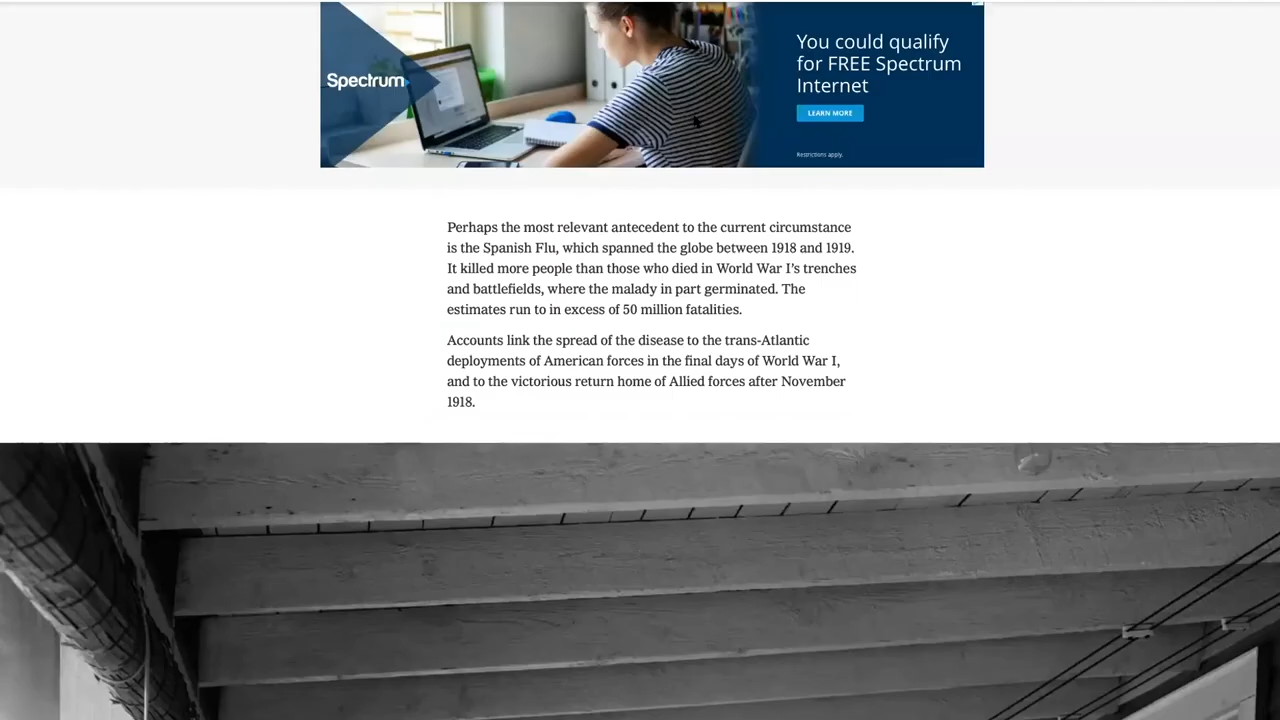 Spectrum
You could qualify
for FREE Spectrum
Internet
LEARN MORE
Restrictions apply.
Perhaps the most relevant antecedent to the current circumstance
is the Spanish Flu, which spanned the globe between 1918 and 1919.
It killed more people than those who died in World War I’s trenches
and battlefields, where the malady in part germinated. The
estimates run to in excess of 50 million fatalities.
Accounts link the spread of the disease to the trans-Atlantic
deployments of American forces in the final days of World War I,
and to the victorious return home of Allied forces after November
1918.